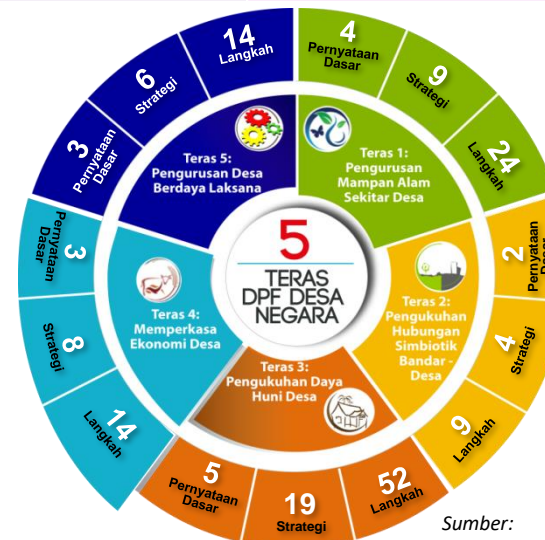 5
TERAS
DPF DESA
NEGARA
Teras 1:
Pengurusan
Mampan Alam
Sekitar Desa
4
Pernyataan
Dasar
9
Strategi
24
Langkah
Teras 2:
Pengukuhan
Hubungan
Simbiotik
Bandar -
Desa
2
Pernyataan
Dasar
4
Strategi
9
Langkah
Teras 3:
Pengukuhan Daya
Huni Desa
52
Langkah
19
Strategi
5
Pernyataan
Dasar
Teras 4:
Memperkasa
Ekonomi Desa
14
Langkah
8
Strategi
3
Pernyataan
Dasar
Teras 5:
Pengurusan Desa
Berdaya Laksana
3
Pernyataan
Dasar
6
Strategi
14
Langkah
Sumber: